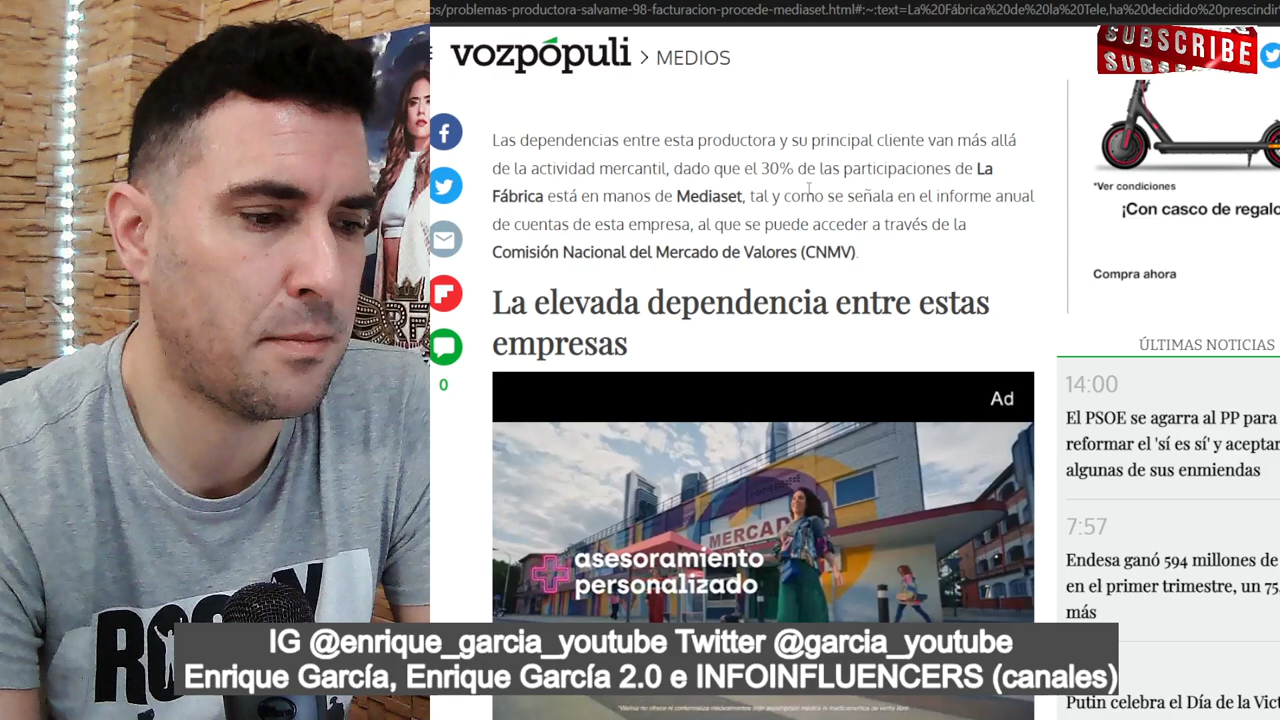 os/problemas-productora-salvame-98-facturacion-procede-mediaset.html#:~:text=La%20Fábrica%20de%20la%20Tele,ha%20decidido%20prescindir
vozpópuli > MEDIOS
SUBSCRIBE
SUBS
Las dependencias entre esta productora y su principal cliente van más allá
de la actividad mercantil, dado que el 30% de las participaciones de La
Fábrica está en manos de Mediaset, tal y como se señala en el informe anual
de cuentas de esta empresa, al que se puede acceder a través de la
Comisión Nacional del Mercado de Valores (CNMV).
La elevada dependencia entre estas
empresas
0
Ad
MERCADO
asesoramiento
personalizado
*Ver condiciones
¡Con casco de regalo
Compra ahora
ÚLTIMAS NOTICIAS
14:00
El PSOE se agarra al PP para
reformar el 'sí es sí' y aceptar
algunas de sus enmiendas
7:57
Endesa ganó 594 millones de
en el primer trimestre, un 75
más
Putin celebra el Día de la Vict
IG @enrique_garcia_youtube Twitter @garcia_youtube
Enrique García, Enrique García 2.0 e INFOINFLUENCERS (canales)